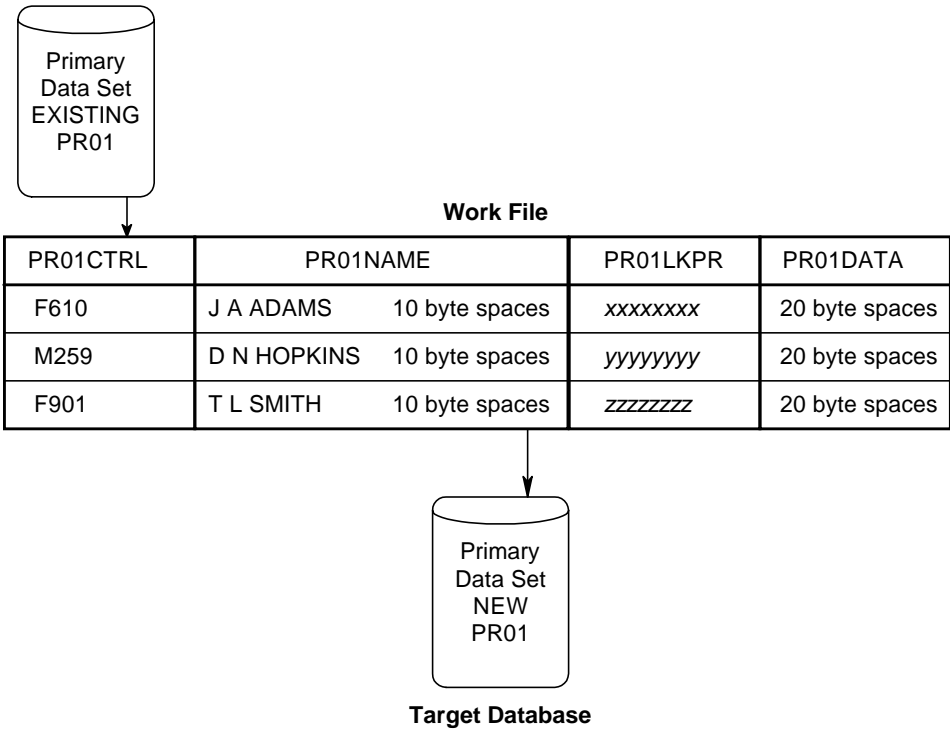 Primary
Data Set
EXISTING
PR01
Work File
PR01CTRL PR01NAME PR01LKPR PR01DATA
F610 J A ADAMS 10 byte spaces xxxxxxxx 20 byte spaces
M259 D N HOPKINS 10 byte spaces yyyyyyyy 20 byte spaces
F901 T L SMITH 10 byte spaces zzzzzzzz 20 byte spaces
Primary
Data Set
NEW
PR01
Target Database